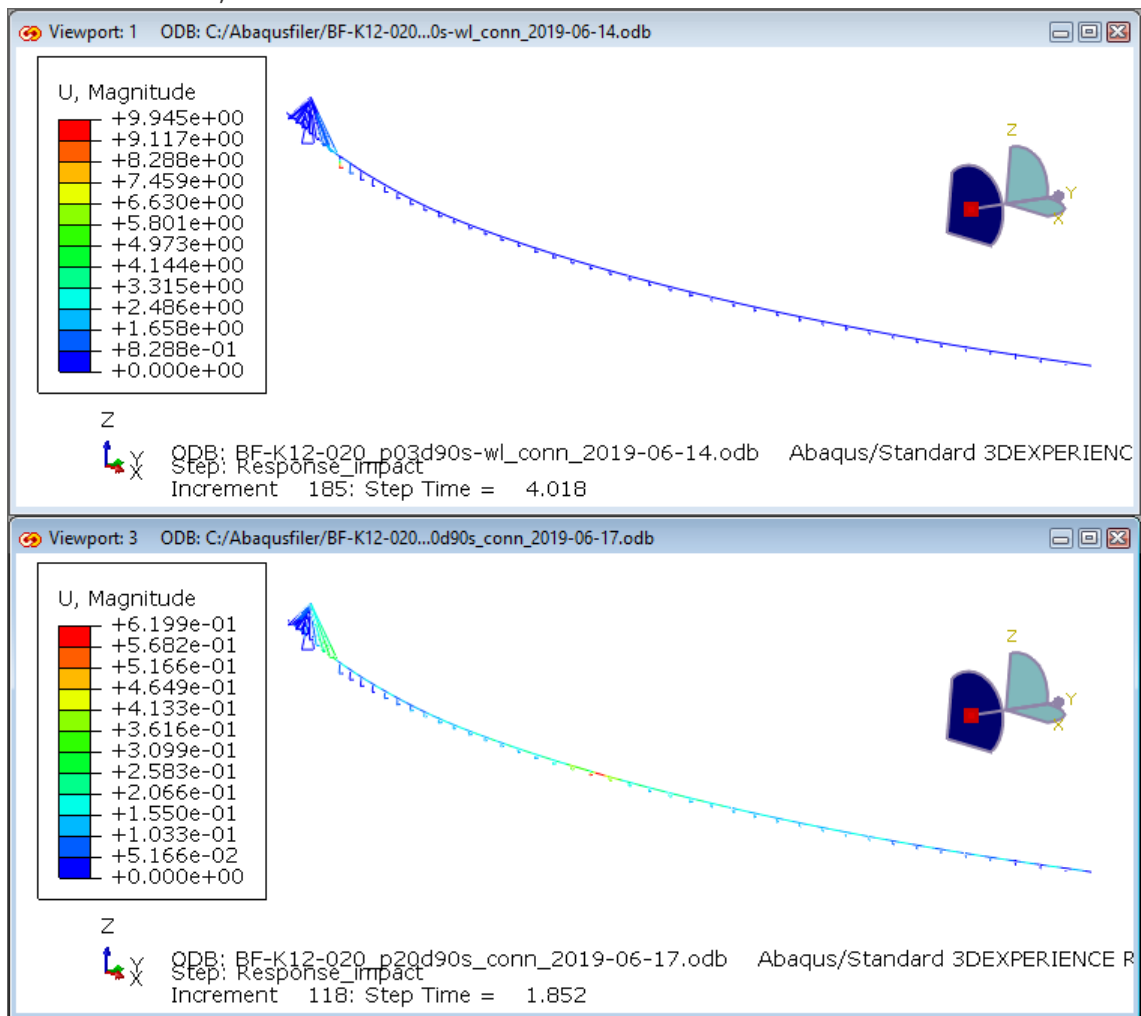 Viewport: 1 ODB: C:/Abaqusfiler/BF-K12-020...0s-wl_conn_2019-06-14.odb
U, Magnitude
+9.945e+00
+9.117e+00
+8.288e+00
+7.459e+00
+6.630e+00
+5.801e+00
+4.973e+00
+4.144e+00
+3.315e+00
+2.486e+00
+1.658e+00
+8.288e-01
+0.000e+00
Z
Y
X
Z
Y
X
ODB: BF-K12-020_p03d90s-wl_conn_2019-06-14.odb Abaqus/Standard 3DEXPERIENC
Step: Response_impact
Increment 185: Step Time = 4.018
Viewport: 3 ODB: C:/Abaqusfiler/BF-K12-020...0d90s_conn_2019-06-17.odb
U, Magnitude
+6.199e-01
+5.682e-01
+5.166e-01
+4.649e-01
+4.133e-01
+3.616e-01
+3.099e-01
+2.583e-01
+2.066e-01
+1.550e-01
+1.033e-01
+5.166e-02
+0.000e+00
Z
Y
X
Z
Y
X
ODB: BF-K12-020_p20d90s_conn_2019-06-17.odb Abaqus/Standard 3DEXPERIENCE R
Step: Response_impact
Increment 118: Step Time = 1.852